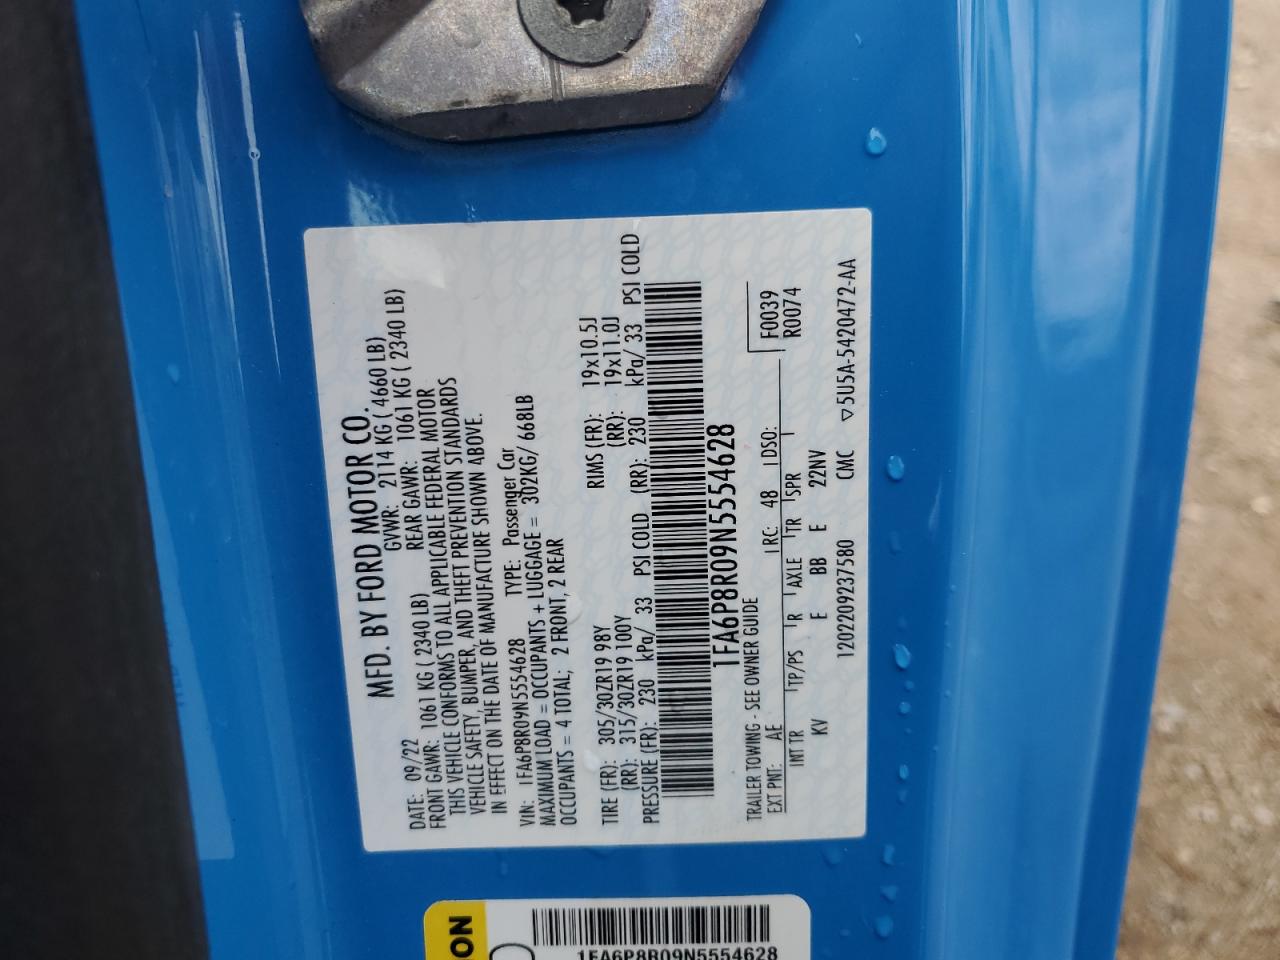 MFD. BY FORD MOTOR CO.
DATE: 09/22 GVWR: 2114 KG ( 4660 LB)
FRONT GAWR: 1061 KG ( 2340 LB) REAR GAWR: 1061 KG ( 2340 LB)
THIS VEHICLE CONFORMS TO ALL APPLICABLE FEDERAL MOTOR
VEHICLE SAFETY, BUMPER, AND THEFT PREVENTION STANDARDS
IN EFFECT ON THE DATE OF MANUFACTURE SHOWN ABOVE.
VIN: 1FA6P8R09N5554628 TYPE: Passenger Car
MAXIMUM LOAD = OCCUPANTS + LUGGAGE = 302KG/ 668LB
OCCUPANTS = 4 TOTAL; 2 FRONT, 2 REAR
TIRE (FR): 305/30ZR19 98Y RIMS (FR): 19x10.5J
(RR): 315/30ZR19 100Y (RR): 19x11.0J
PRESSURE (FR): 230 kPa/ 33 PSI COLD (RR): 230 kPa/ 33 PSI COLD
1FA6P8R09N5554628
TRAILER TOWING - SEE OWNER GUIDE
F0039
EXT PNT: AE RC: 48 DSO: R0074
INT TR TP/PS R AXLE TR SPR
KV E BB E 22NV
1202209237580 CMC ▽5U5A-5420472-AA
ON
1FA6P8R09N5554628